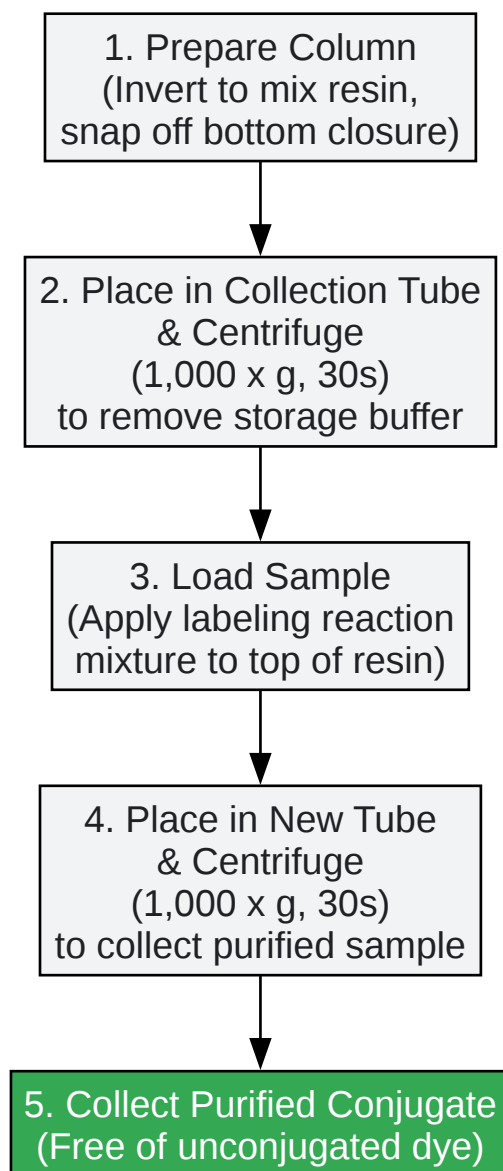 1. Prepare Column
(Invert to mix resin,
snap off bottom closure)
2. Place in Collection Tube
& Centrifuge
(1,000 x g, 30s)
to remove storage buffer
3. Load Sample
(Apply labeling reaction
mixture to top of resin)
4. Place in New Tube
& Centrifuge
(1,000 x g, 30s)
to collect purified sample
5. Collect Purified Conjugate
(Free of unconjugated dye)